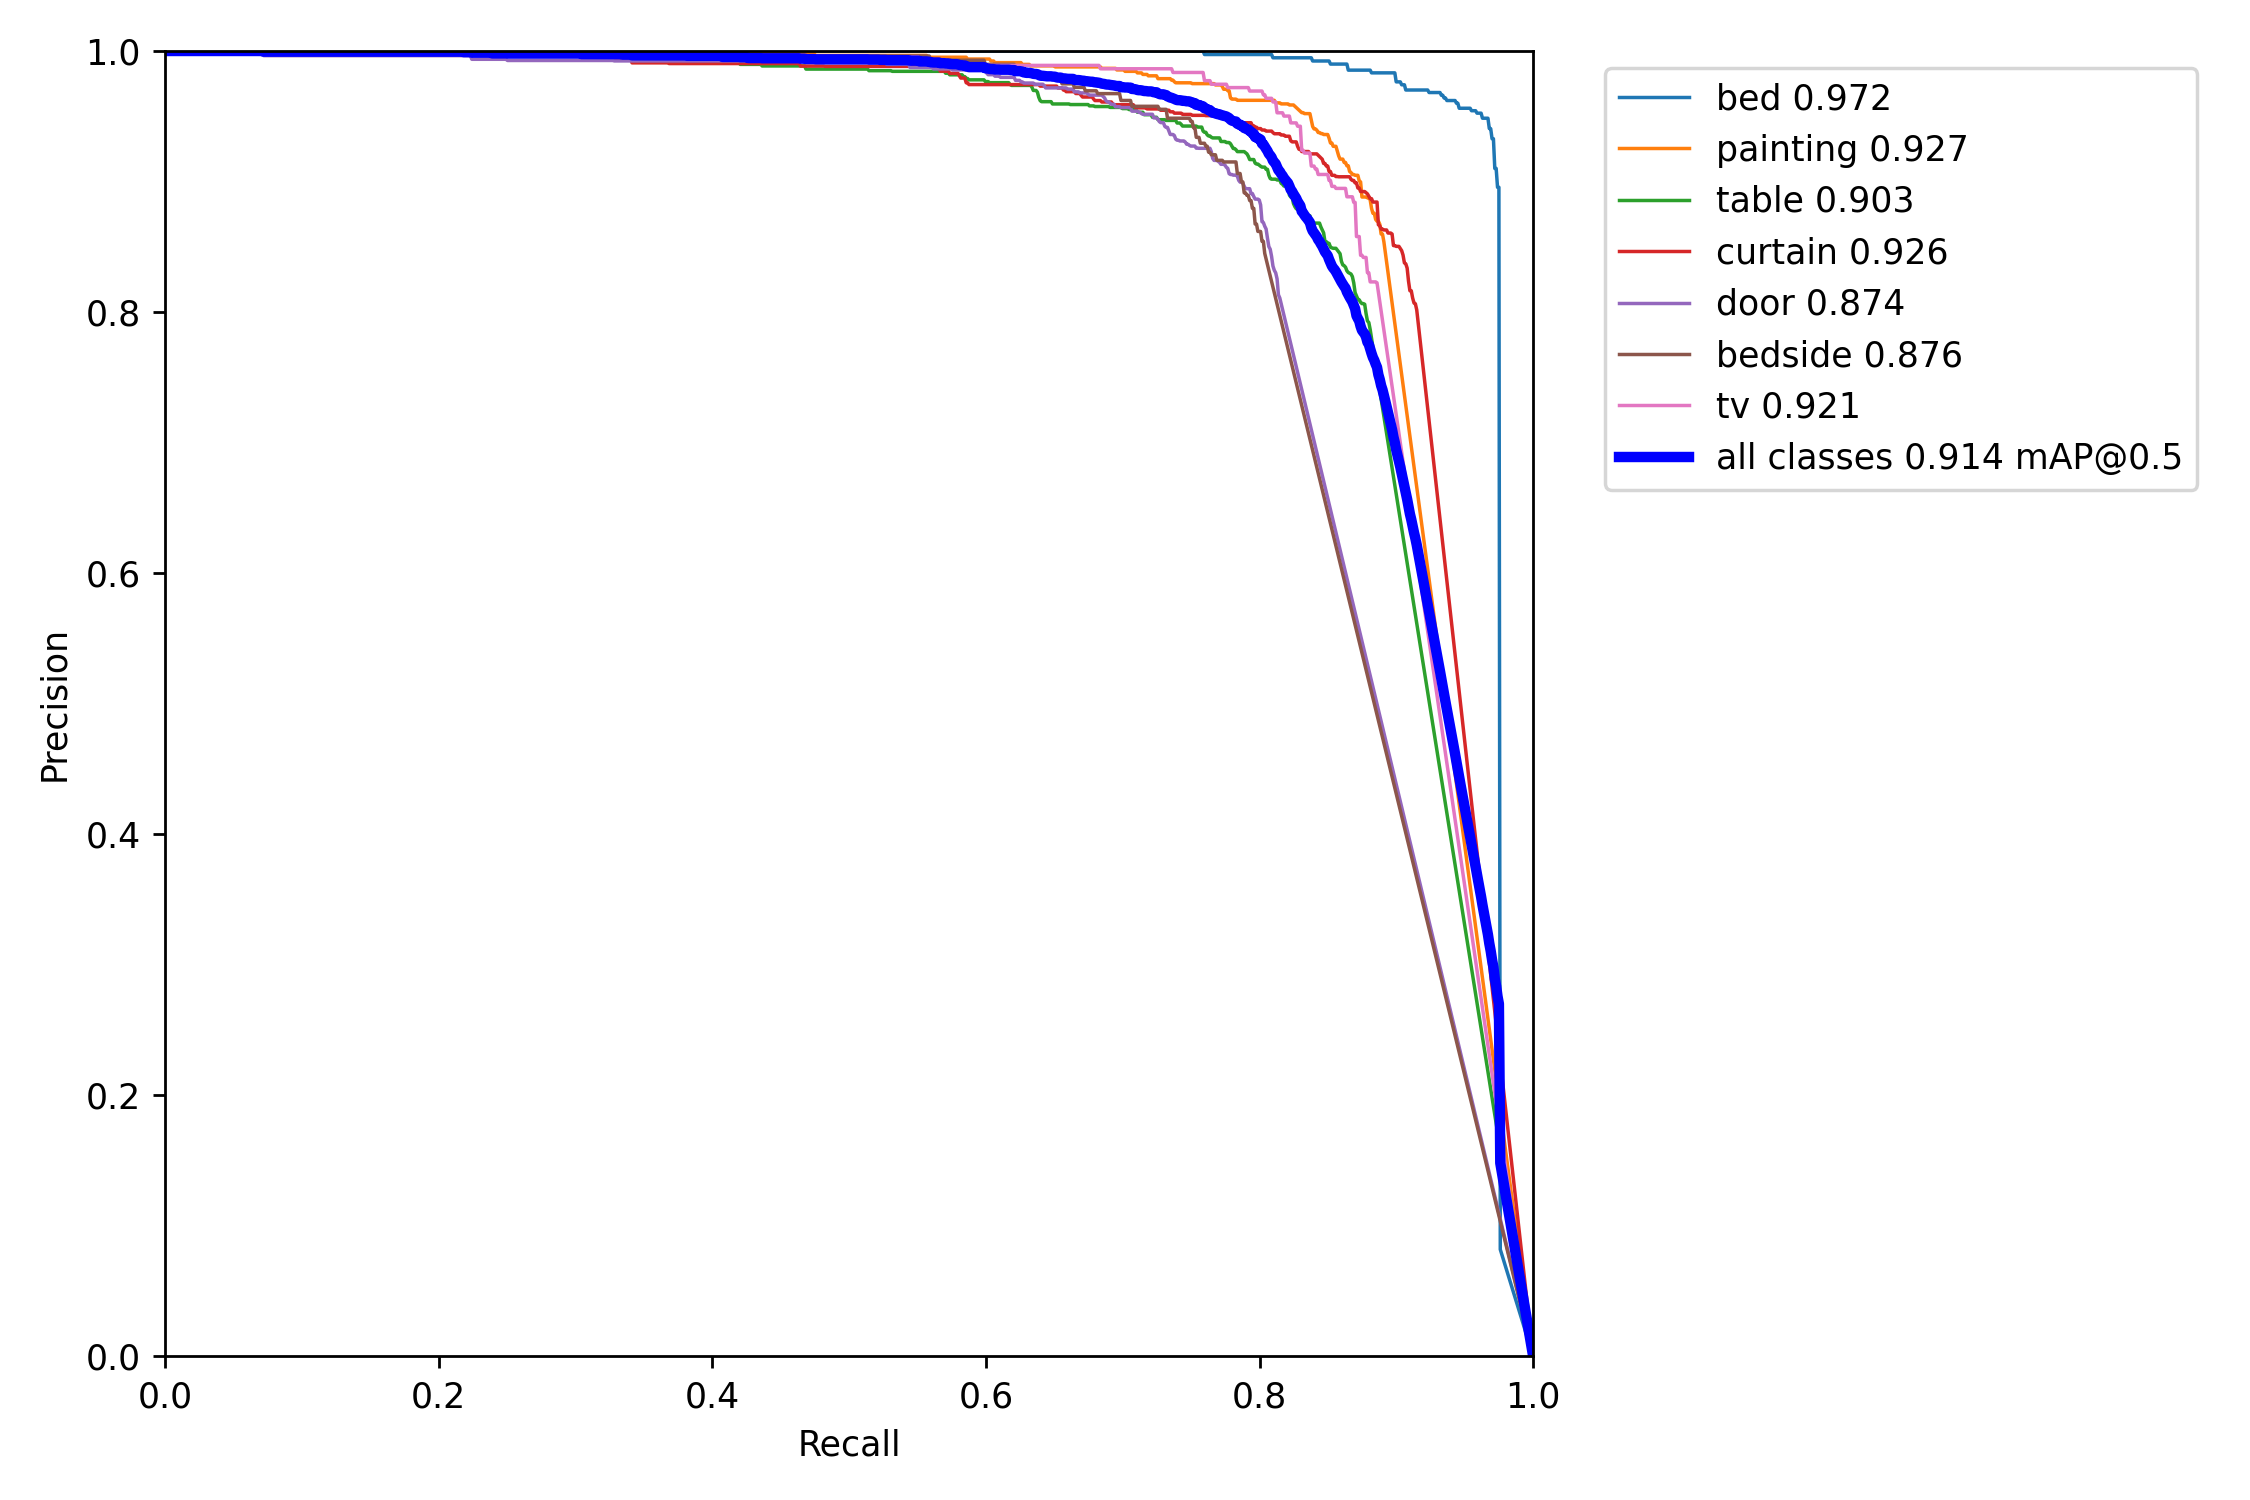 1.0
0.8
0.6
0.4
0.2
0.0
Precision
0.0 0.2 0.4 0.6 0.8 1.0
Recall
bed 0.972
painting 0.927
table 0.903
curtain 0.926
door 0.874
bedside 0.876
tv 0.921
all classes 0.914 mAP@0.5